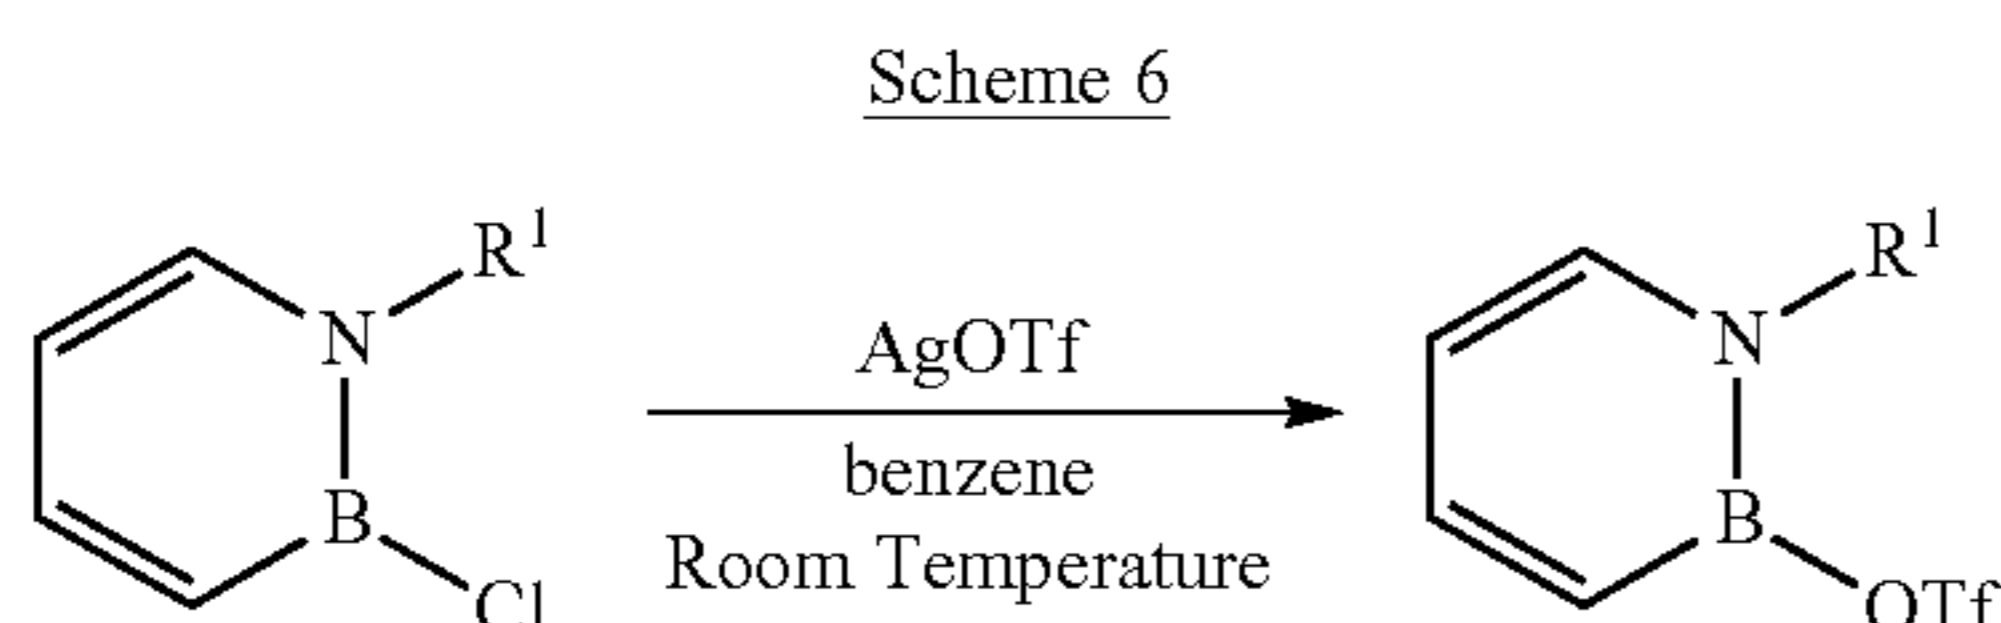 Scheme 6
R¹
N
B
Cl
AgOTf
benzene
Room Temperature
R¹
N
B
OTf